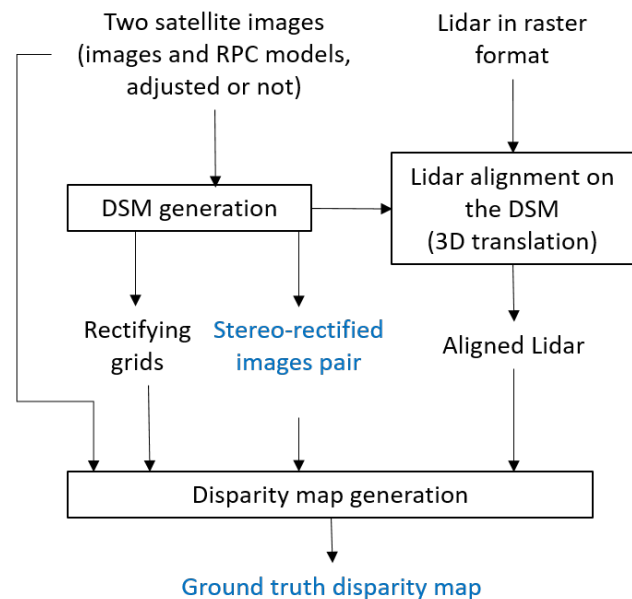 Two satellite images
(images and RPC models,
adjusted or not)
Lidar in raster
format
DSM generation
Lidar alignment on
the DSM
(3D translation)
Rectifying
grids
Stereo-rectified
images pair
Aligned Lidar
Disparity map generation
Ground truth disparity map